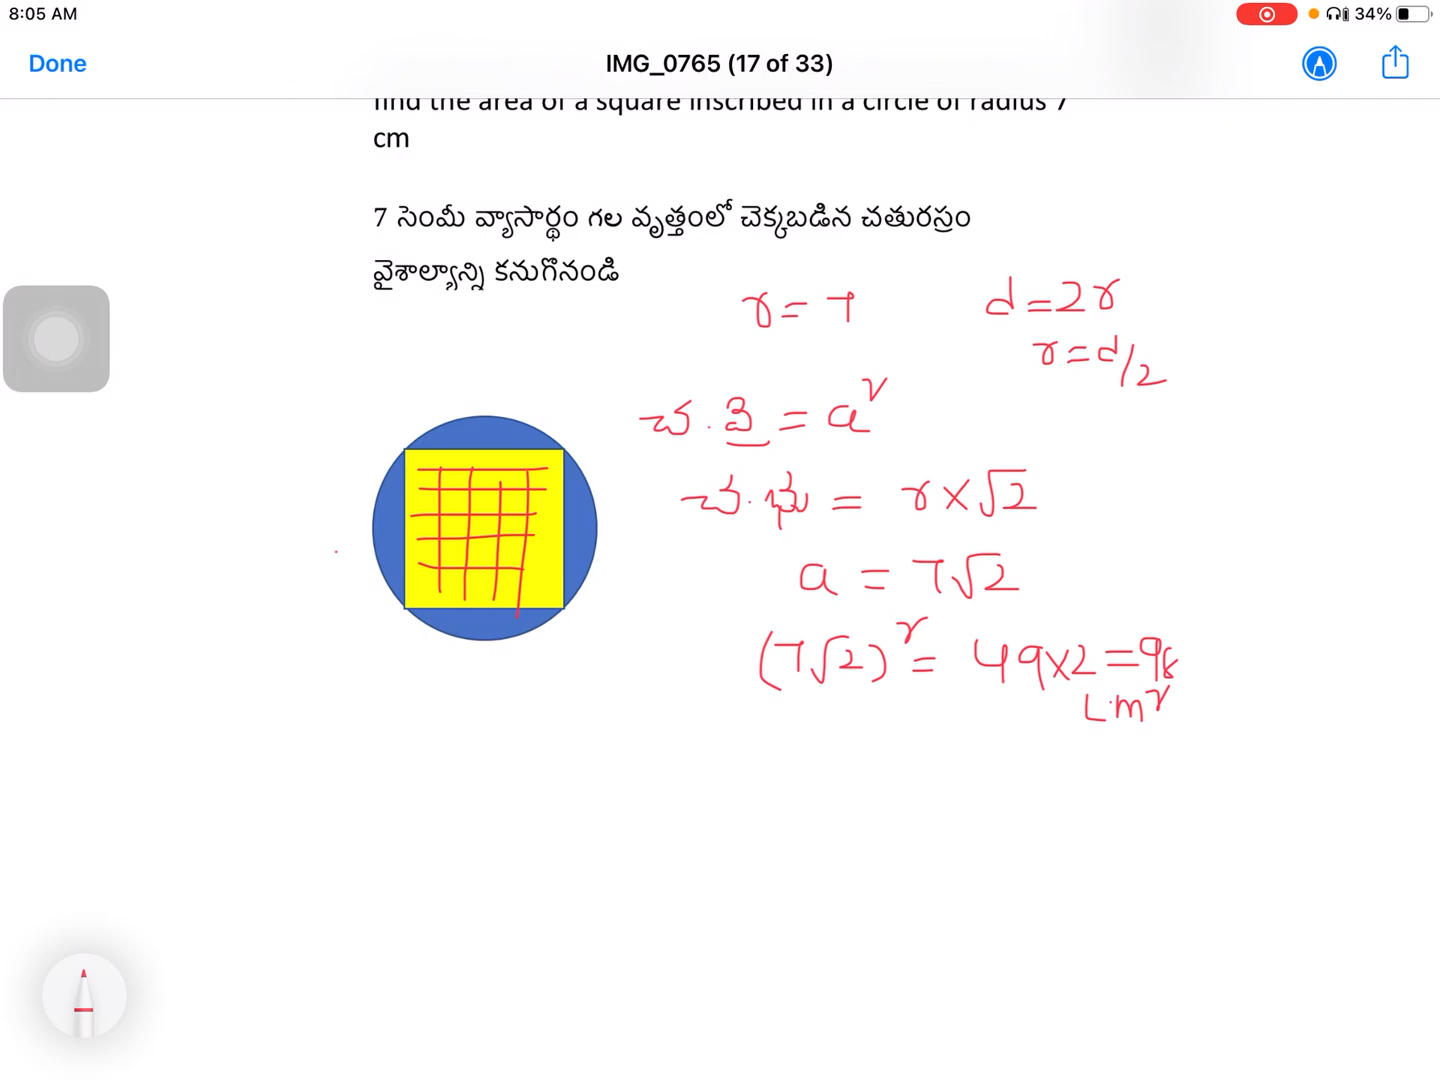 8:05 AM
34%
Done
IMG_0765 (17 of 33)
find the area of a square inscribed in a circle of radius 7
cm
7 సెంమీ వ్యాసార్థం గల వృత్తంలో చెక్కబడిన చతురస్రం
వైశాల్యాన్ని కనుగొనండి
r = 7
d = 2r
r = d/2
చ. వై = a²
చ. భు = r × √2
a = 7√2
(7√2)² = 49×2 = 98
c.m²